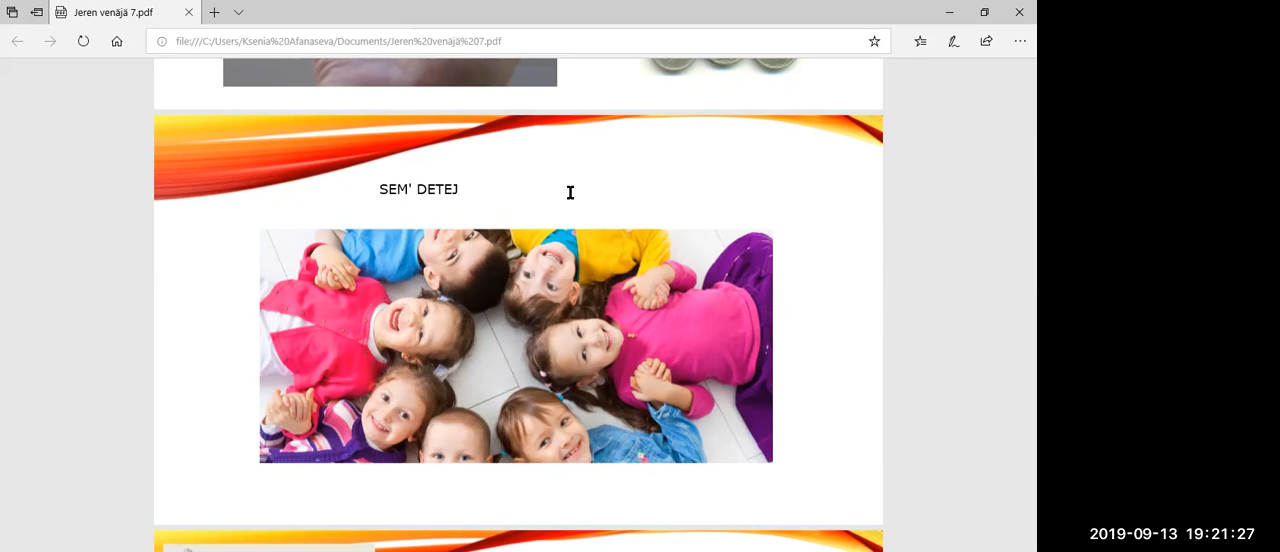 Jeren venäjä 7.pdf
file:///C:/Users/Ksenia%20Afanaseva/Documents/Jeren%20venäjä%207.pdf
SEM' DETEJ
2019-09-13 19:21:27